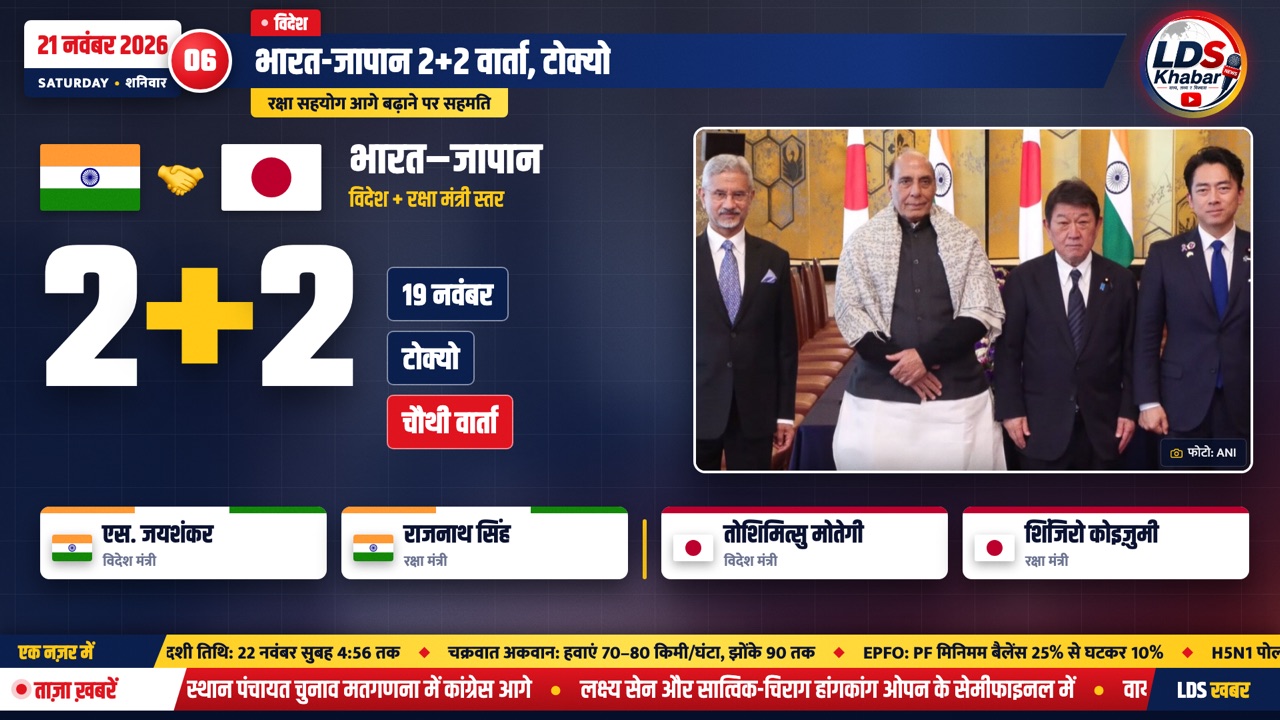 21 नवंबर 2026
SATURDAY • शनिवार
06
विदेश
भारत-जापान 2+2 वार्ता, टोक्यो
रक्षा सहयोग आगे बढ़ाने पर सहमति
LDS
Khabar
NEWS
भारत–जापान
विदेश + रक्षा मंत्री स्तर
2+2
19 नवंबर
टोक्यो
चौथी वार्ता
फोटो: ANI
एस. जयशंकर
विदेश मंत्री
राजनाथ सिंह
रक्षा मंत्री
तोशिमित्सु मोतेगी
विदेश मंत्री
शिंजिरो कोइज़ुमी
रक्षा मंत्री
एक नज़र में
दशी तिथि: 22 नवंबर सुबह 4:56 तक ◆ चक्रवात अकवान: हवाएं 70–80 किमी/घंटा, झोंके 90 तक ◆ EPFO: PF मिनिमम बैलेंस 25% से घटकर 10% ◆ H5N1 पोल
ताज़ा ख़बरें
स्थान पंचायत चुनाव मतगणना में कांग्रेस आगे • लक्ष्य सेन और सात्विक-चिराग हांगकांग ओपन के सेमीफाइनल में •
LDS खबर